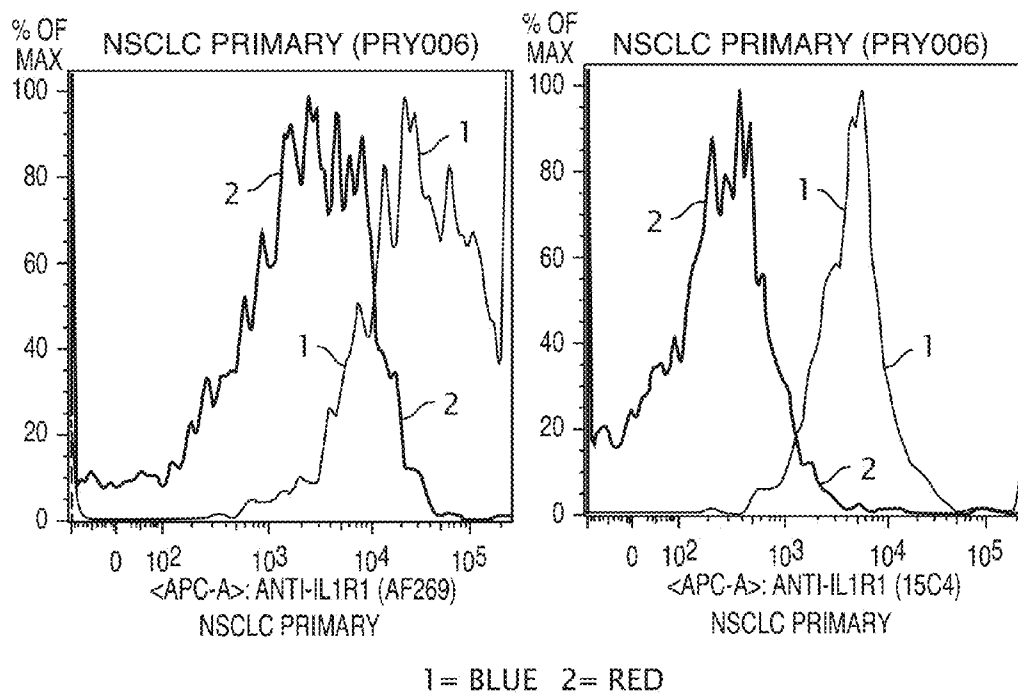 % OF
MAX
NSCLC PRIMARY (PRY006)
100
80
60
40
20
0
1
2
1
2
0 10² 10³ 10⁴ 10⁵
<APC-A>: ANTI-IL1R1 (AF269)
NSCLC PRIMARY
% OF
MAX
NSCLC PRIMARY (PRY006)
100
80
60
40
20
0
1
2
1
2
0 10² 10³ 10⁴ 10⁵
<APC-A>: ANTI-IL1R1 (15C4)
NSCLC PRIMARY
1= BLUE 2= RED